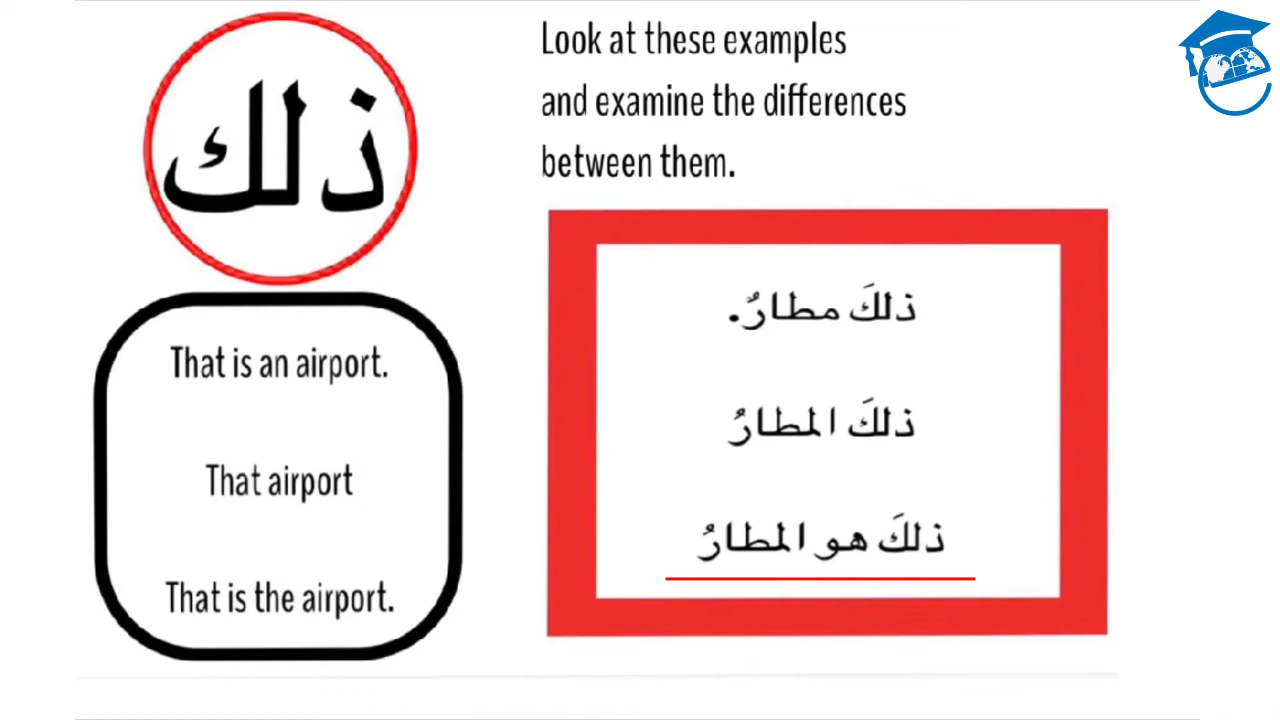 ذلك
Look at these examples
and examine the differences
between them.
That is an airport.
That airport
That is the airport.
ذلكَ مطارٌ.
ذلكَ المطارُ
ذلكَ هو المطارُ